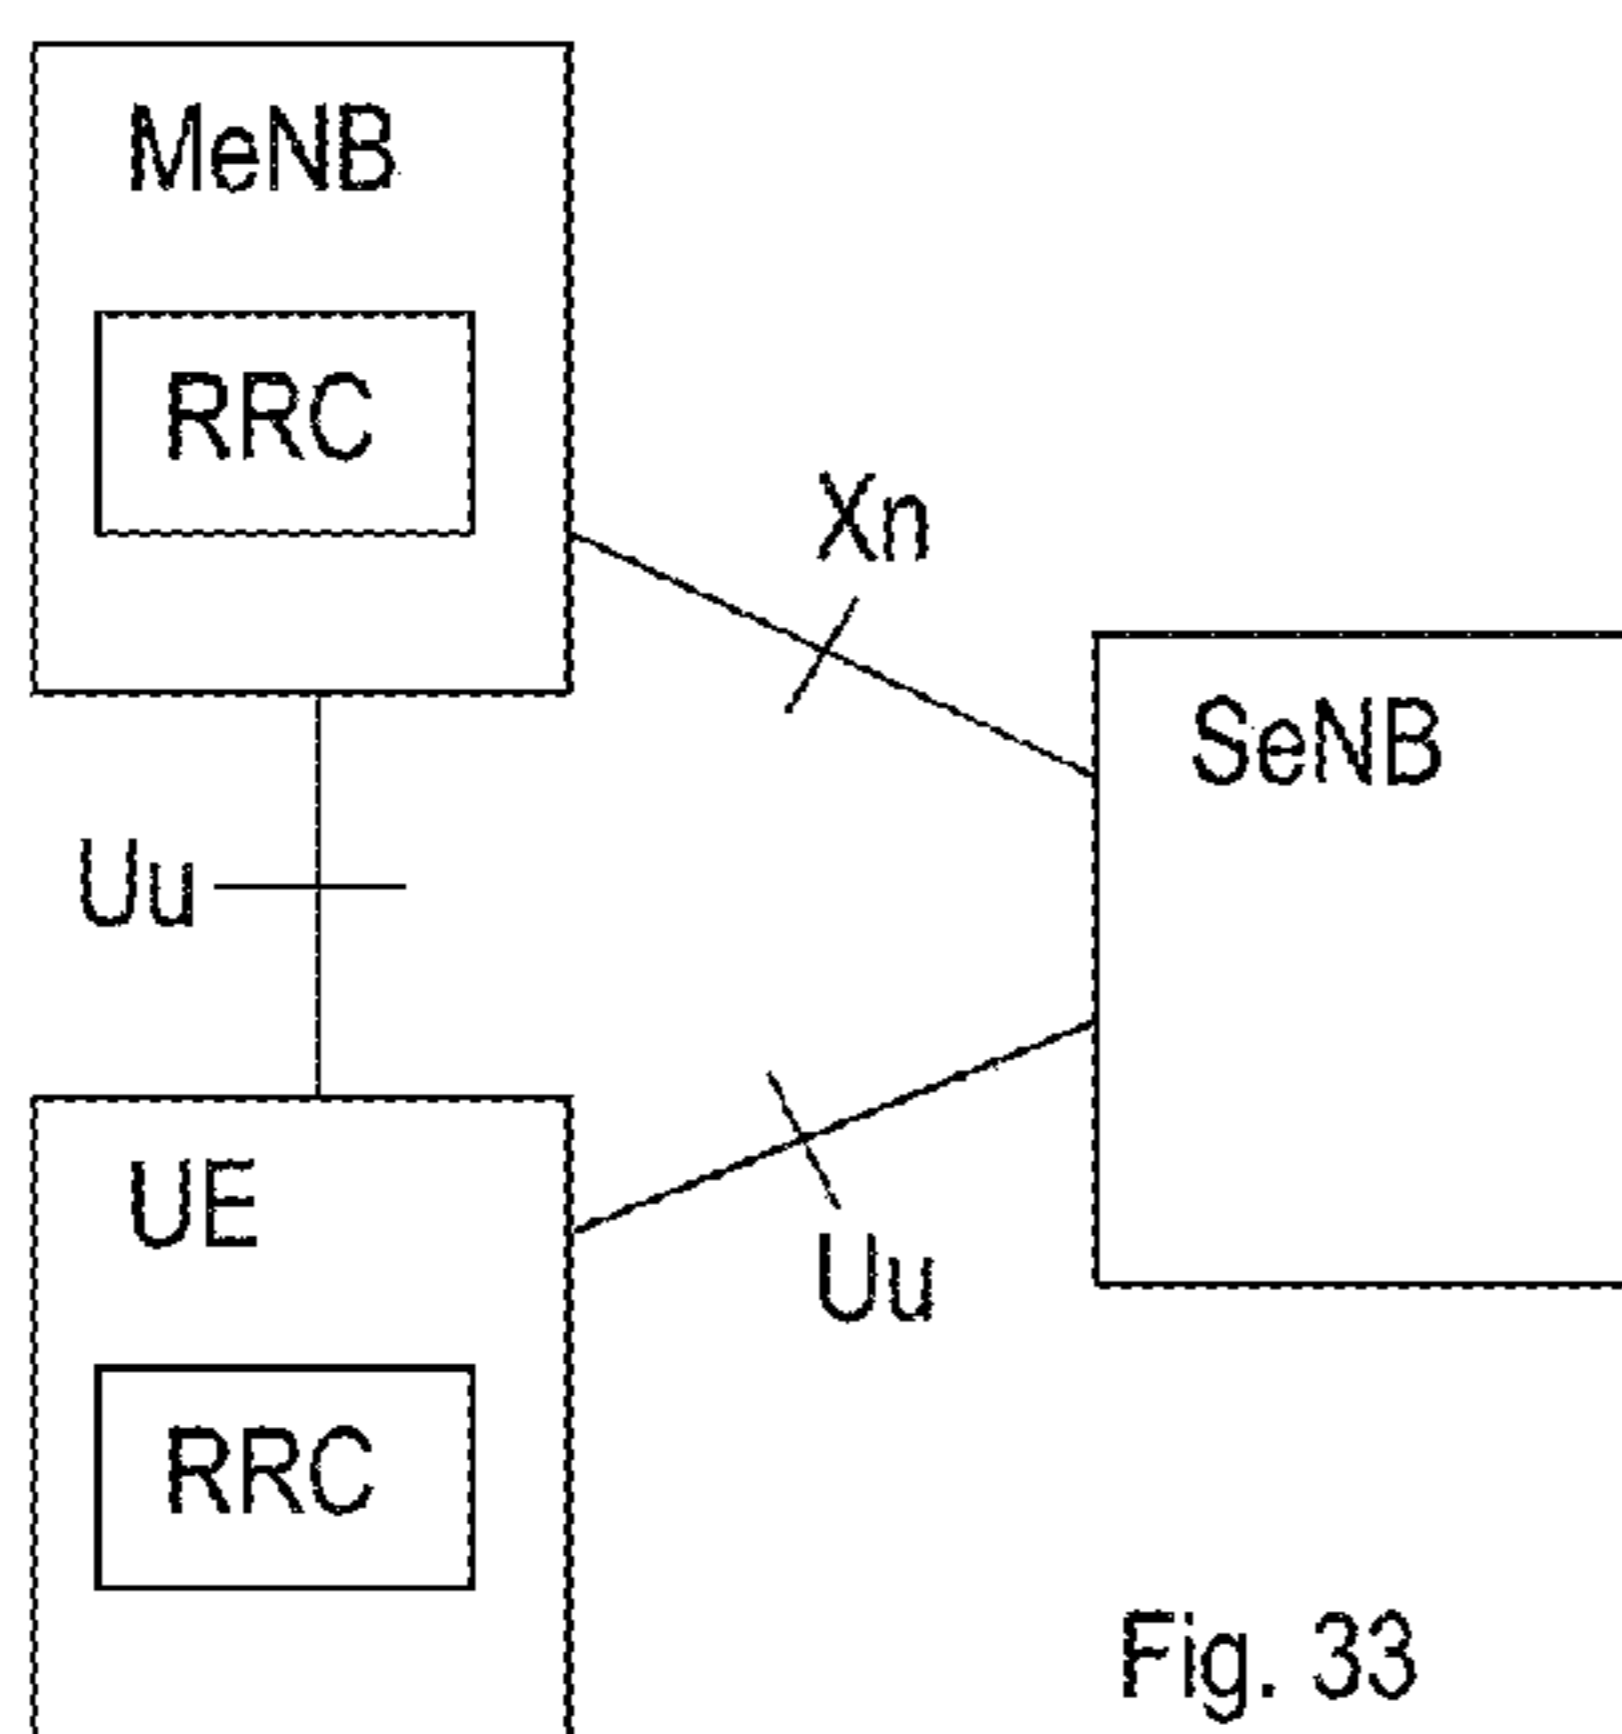 MeNB
RRC
Xn
SeNB
Uu
UE
Uu
RRC
Fig. 33